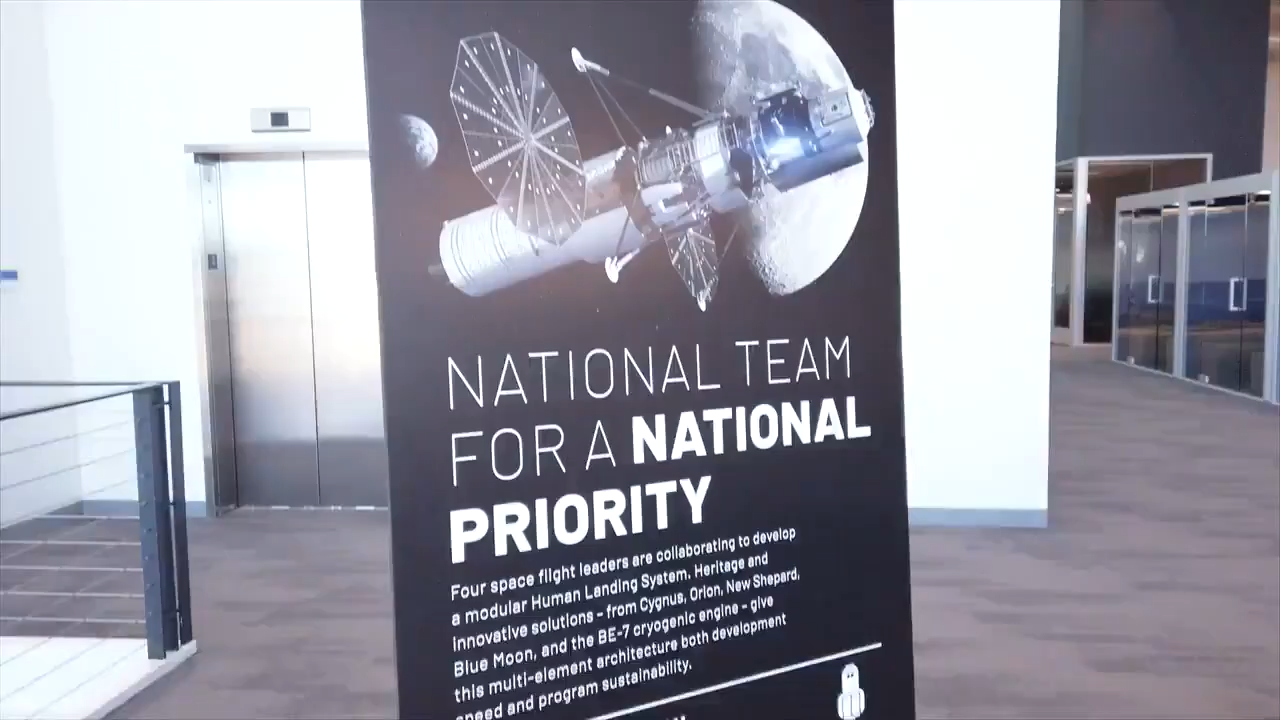 NATIONAL TEAM
FOR A NATIONAL
PRIORITY
Four space flight leaders are collaborating to develop
a modular Human Landing System. Heritage and
innovative solutions – from Cygnus, Orion, New Shepard,
Blue Moon, and the BE-7 cryogenic engine – give
this multi-element architecture both development
speed and program sustainability.